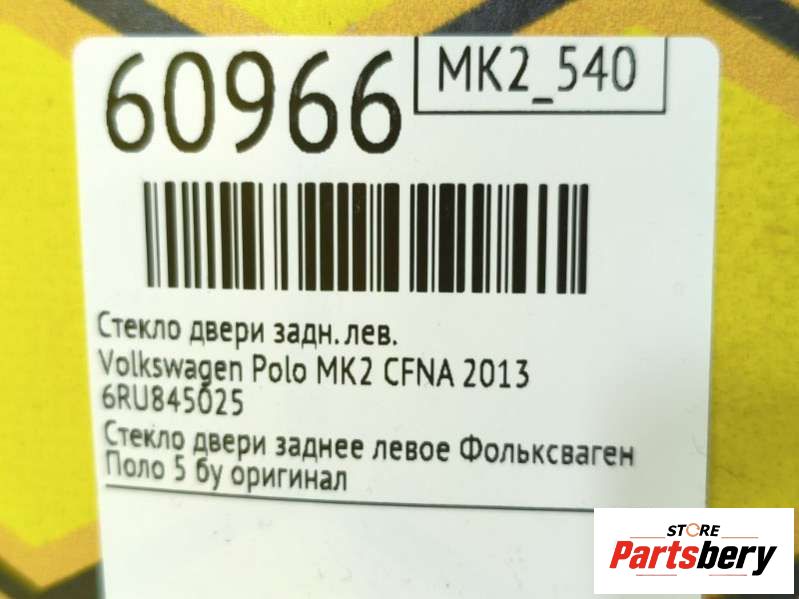 60966
MK2_540
Стекло двери задн.лев.
Volkswagen Polo MK2 CFNA 2013
6RU845025
Стекло двери заднее левое Фольксваген
Поло 5 бу оригинал
STORE
Partsbery